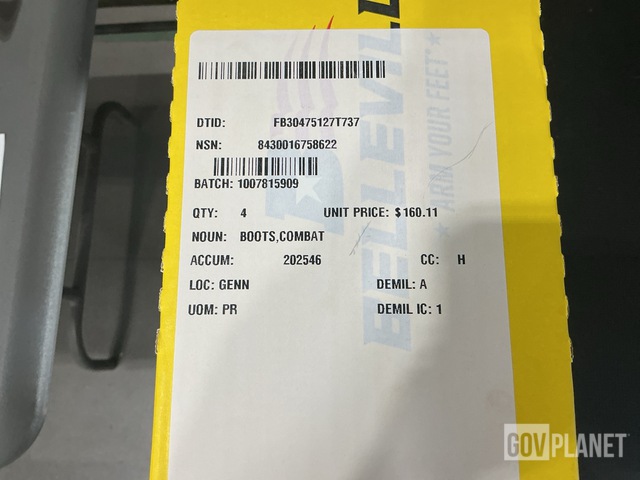 DTID: FB30475127T737
NSN: 8430016758622
BATCH: 1007815909
QTY: 4 UNIT PRICE: $160.11
NOUN: BOOTS,COMBAT
ACCUM: 202546 CC: H
LOC: GENN DEMIL: A
UOM: PR DEMIL IC: 1
BELLEVILLE
ARM YOUR FEET
GOVPLANET